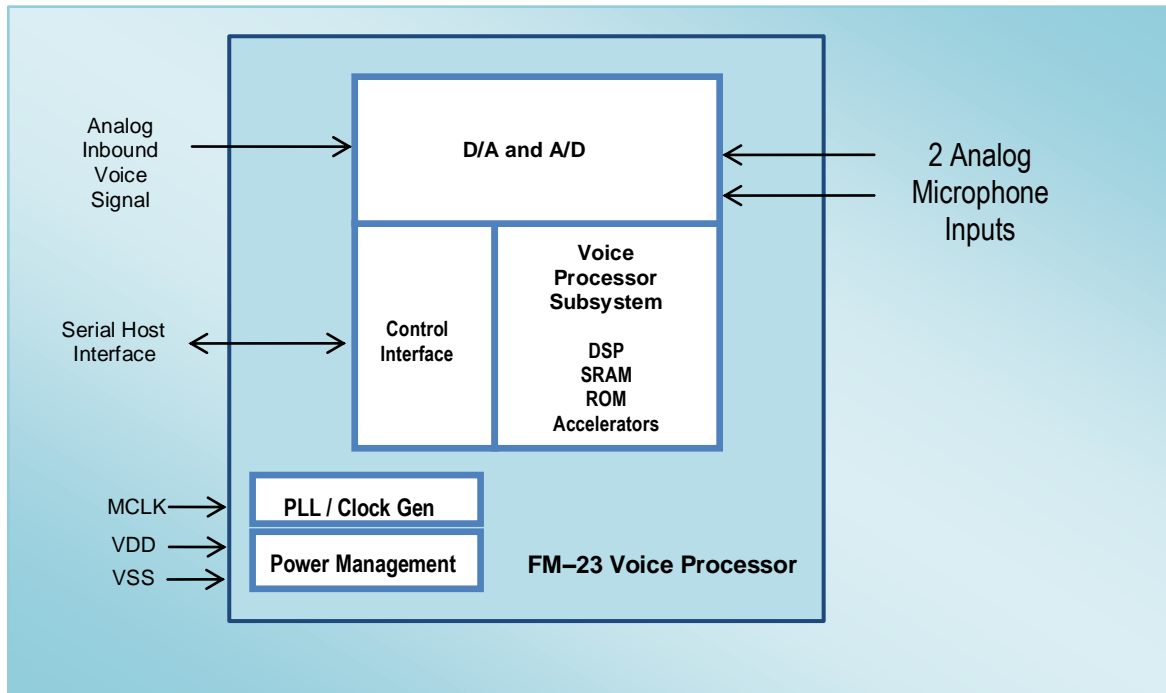 Analog
Inbound
Voice
Signal
D/A and A/D
2 Analog
Microphone
Inputs
Serial Host
Interface
Control
Interface
Voice
Processor
Subsystem
DSP
SRAM
ROM
Accelerators
MCLK
PLL / Clock Gen
VDD
VSS
Power Management
FM–23 Voice Processor